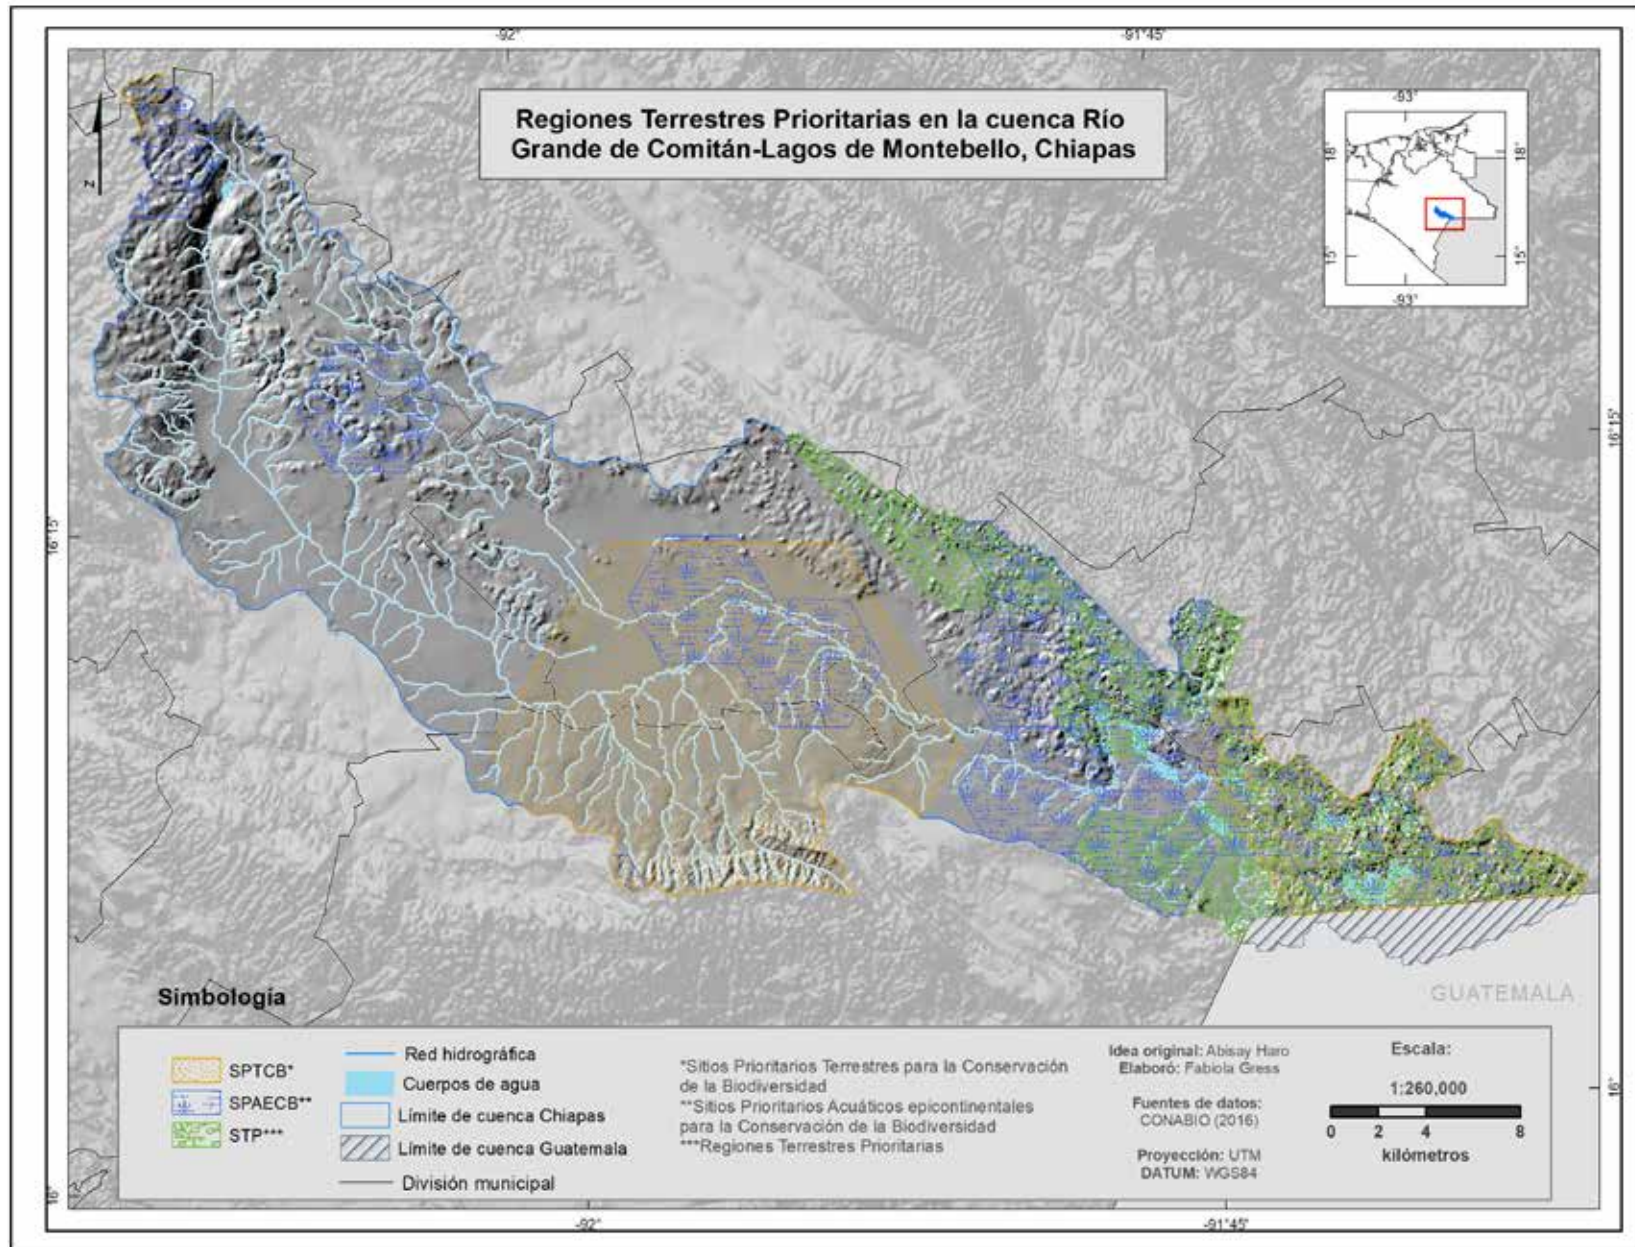 -92°
-91°45'
Regiones Terrestres Prioritarias en la cuenca Río
Grande de Comitán-Lagos de Montebello, Chiapas
-93°
18°
18°
15°
15°
-93°
z
16°15'
16°15'
GUATEMALA
Simbología
SPTCB*
SPAECB**
STP***
Red hidrográfica
Cuerpos de agua
Límite de cuenca Chiapas
Límite de cuenca Guatemala
División municipal
*Sitios Prioritarios Terrestres para la Conservación
de la Biodiversidad
**Sitios Prioritarios Acuáticos epicontinentales
para la Conservación de la Biodiversidad
***Regiones Terrestres Prioritarias
Idea original: Abisay Haro
Elaboró: Fabiola Gress
Fuentes de datos:
CONABIO (2016)
Proyección: UTM
DATUM: WGS84
Escala:
1:260,000
0 2 4 8
kilómetros
16°
16°
-92°
-91°45'